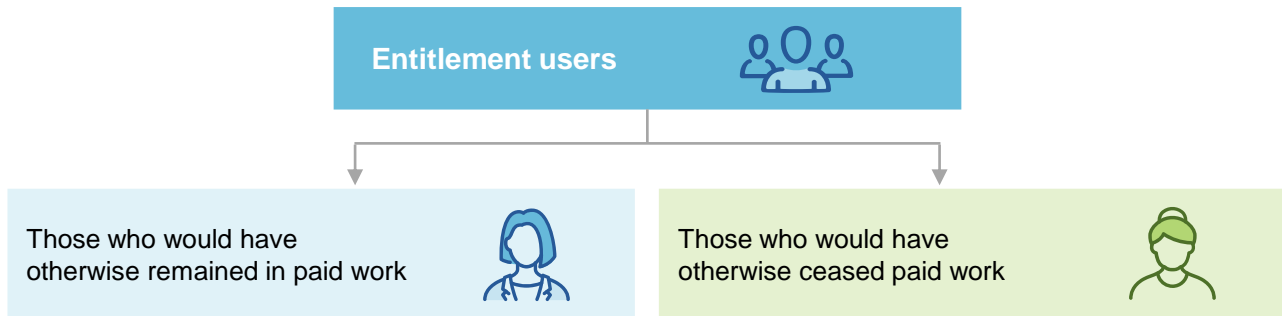 Entitlement users
Those who would have
otherwise remained in paid work
Those who would have
otherwise ceased paid work